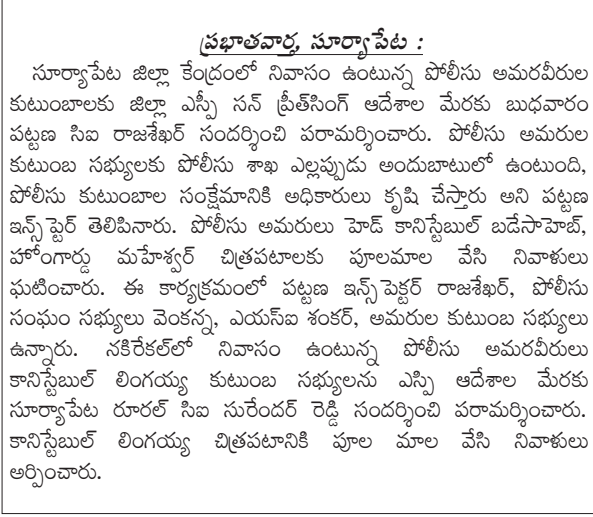 ప్రభాతవార్త, సూర్యాపేట :
సూర్యాపేట జిల్లా కేంద్రంలో నివాసం ఉంటున్న పోలీసు అమరవీరుల
కుటుంబాలకు జిల్లా ఎస్పీ సన్ ప్రీత్‌సింగ్ ఆదేశాల మేరకు బుధవారం
పట్టణ సిఐ రాజశేఖర్ సందర్శించి పరామర్శించారు. పోలీసు అమరుల
కుటుంబ సభ్యులకు పోలీసు శాఖ ఎల్లప్పుడు అందుబాటులో ఉంటుంది,
పోలీసు కుటుంబాల సంక్షేమానికి అధికారులు కృషి చేస్తారు అని పట్టణ
ఇన్స్‌స్పెైర్ తెలిపినారు. పోలీసు అమరులు హెడ్ కానిస్టేబుల్ బడేసాహెబ్,
హోంగార్డు మహేశ్వర్ చిత్రపటాలకు పూలమాల వేసి నివాళులు
ఘటించారు. ఈ కార్యక్రమంలో పట్టణ ఇన్స్‌పెక్టర్ రాజశేఖర్, పోలీసు
సంఘం సభ్యులు వెంకన్న, ఎయస్ఐ శంకర్, అమరుల కుటుంబ సభ్యులు
ఉన్నారు. నకిరేకల్‌లో నివాసం ఉంటున్న పోలీసు అమరవీరులు
కానిస్టేబుల్ లింగయ్య కుటుంబ సభ్యులను ఎస్పి ఆదేశాల మేరకు
సూర్యాపేట రూరల్ సిఐ సురేందర్ రెడ్డి సందర్శించి పరామర్శించారు.
కానిస్టేబుల్ లింగయ్య చిత్రపటానికి పూల మాల వేసి నివాళులు
అర్పించారు.